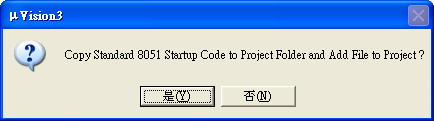 µVision3
Copy Standard 8051 Startup Code to Project Folder and Add File to Project ?
是(Y) 否(N)